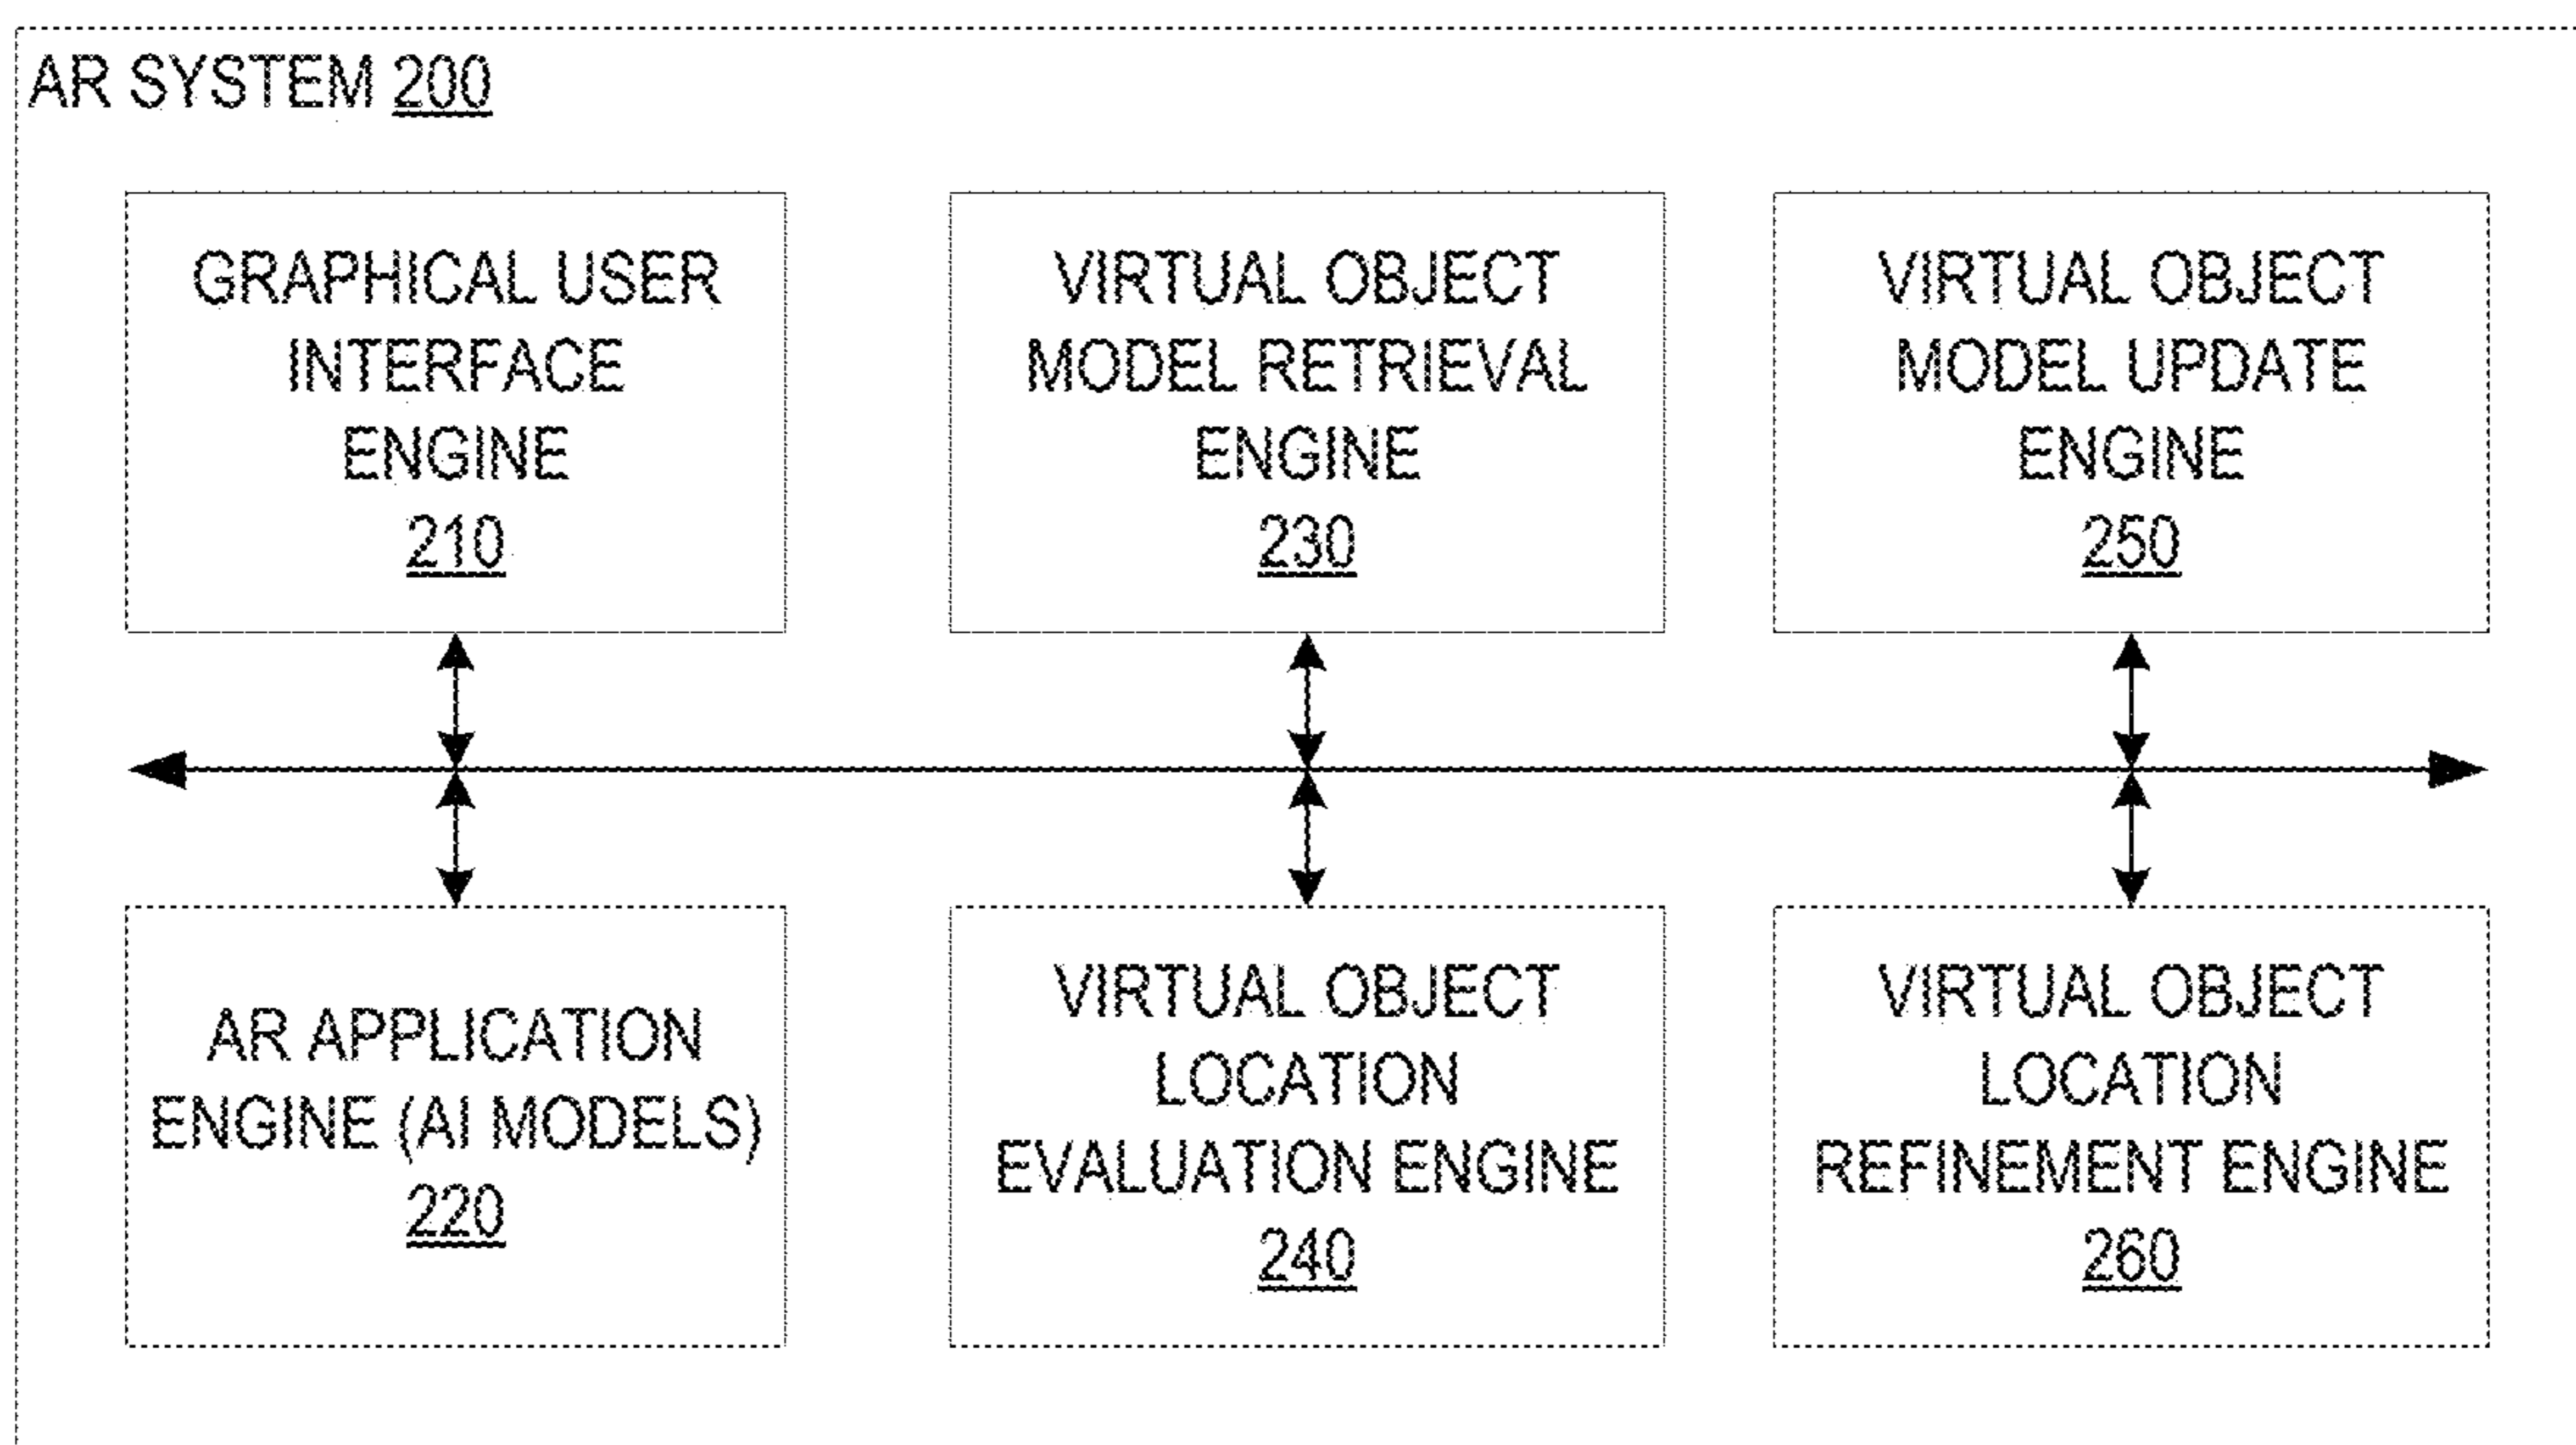 AR SYSTEM 200
GRAPHICAL USER
INTERFACE
ENGINE
210
VIRTUAL OBJECT
MODEL RETRIEVAL
ENGINE
230
VIRTUAL OBJECT
MODEL UPDATE
ENGINE
250
AR APPLICATION
ENGINE (AI MODELS)
220
VIRTUAL OBJECT
LOCATION
EVALUATION ENGINE
240
VIRTUAL OBJECT
LOCATION
REFINEMENT ENGINE
260